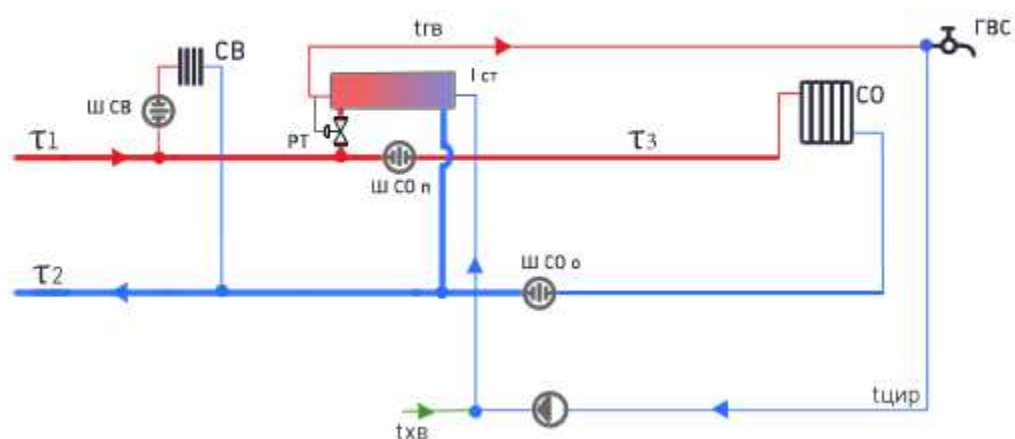 tгв
ГВС
СВ
I ст
СО
Ш СВ
τ1
РТ
τ3
Ш СО п
τ2
Ш СО о
tцир
tхв